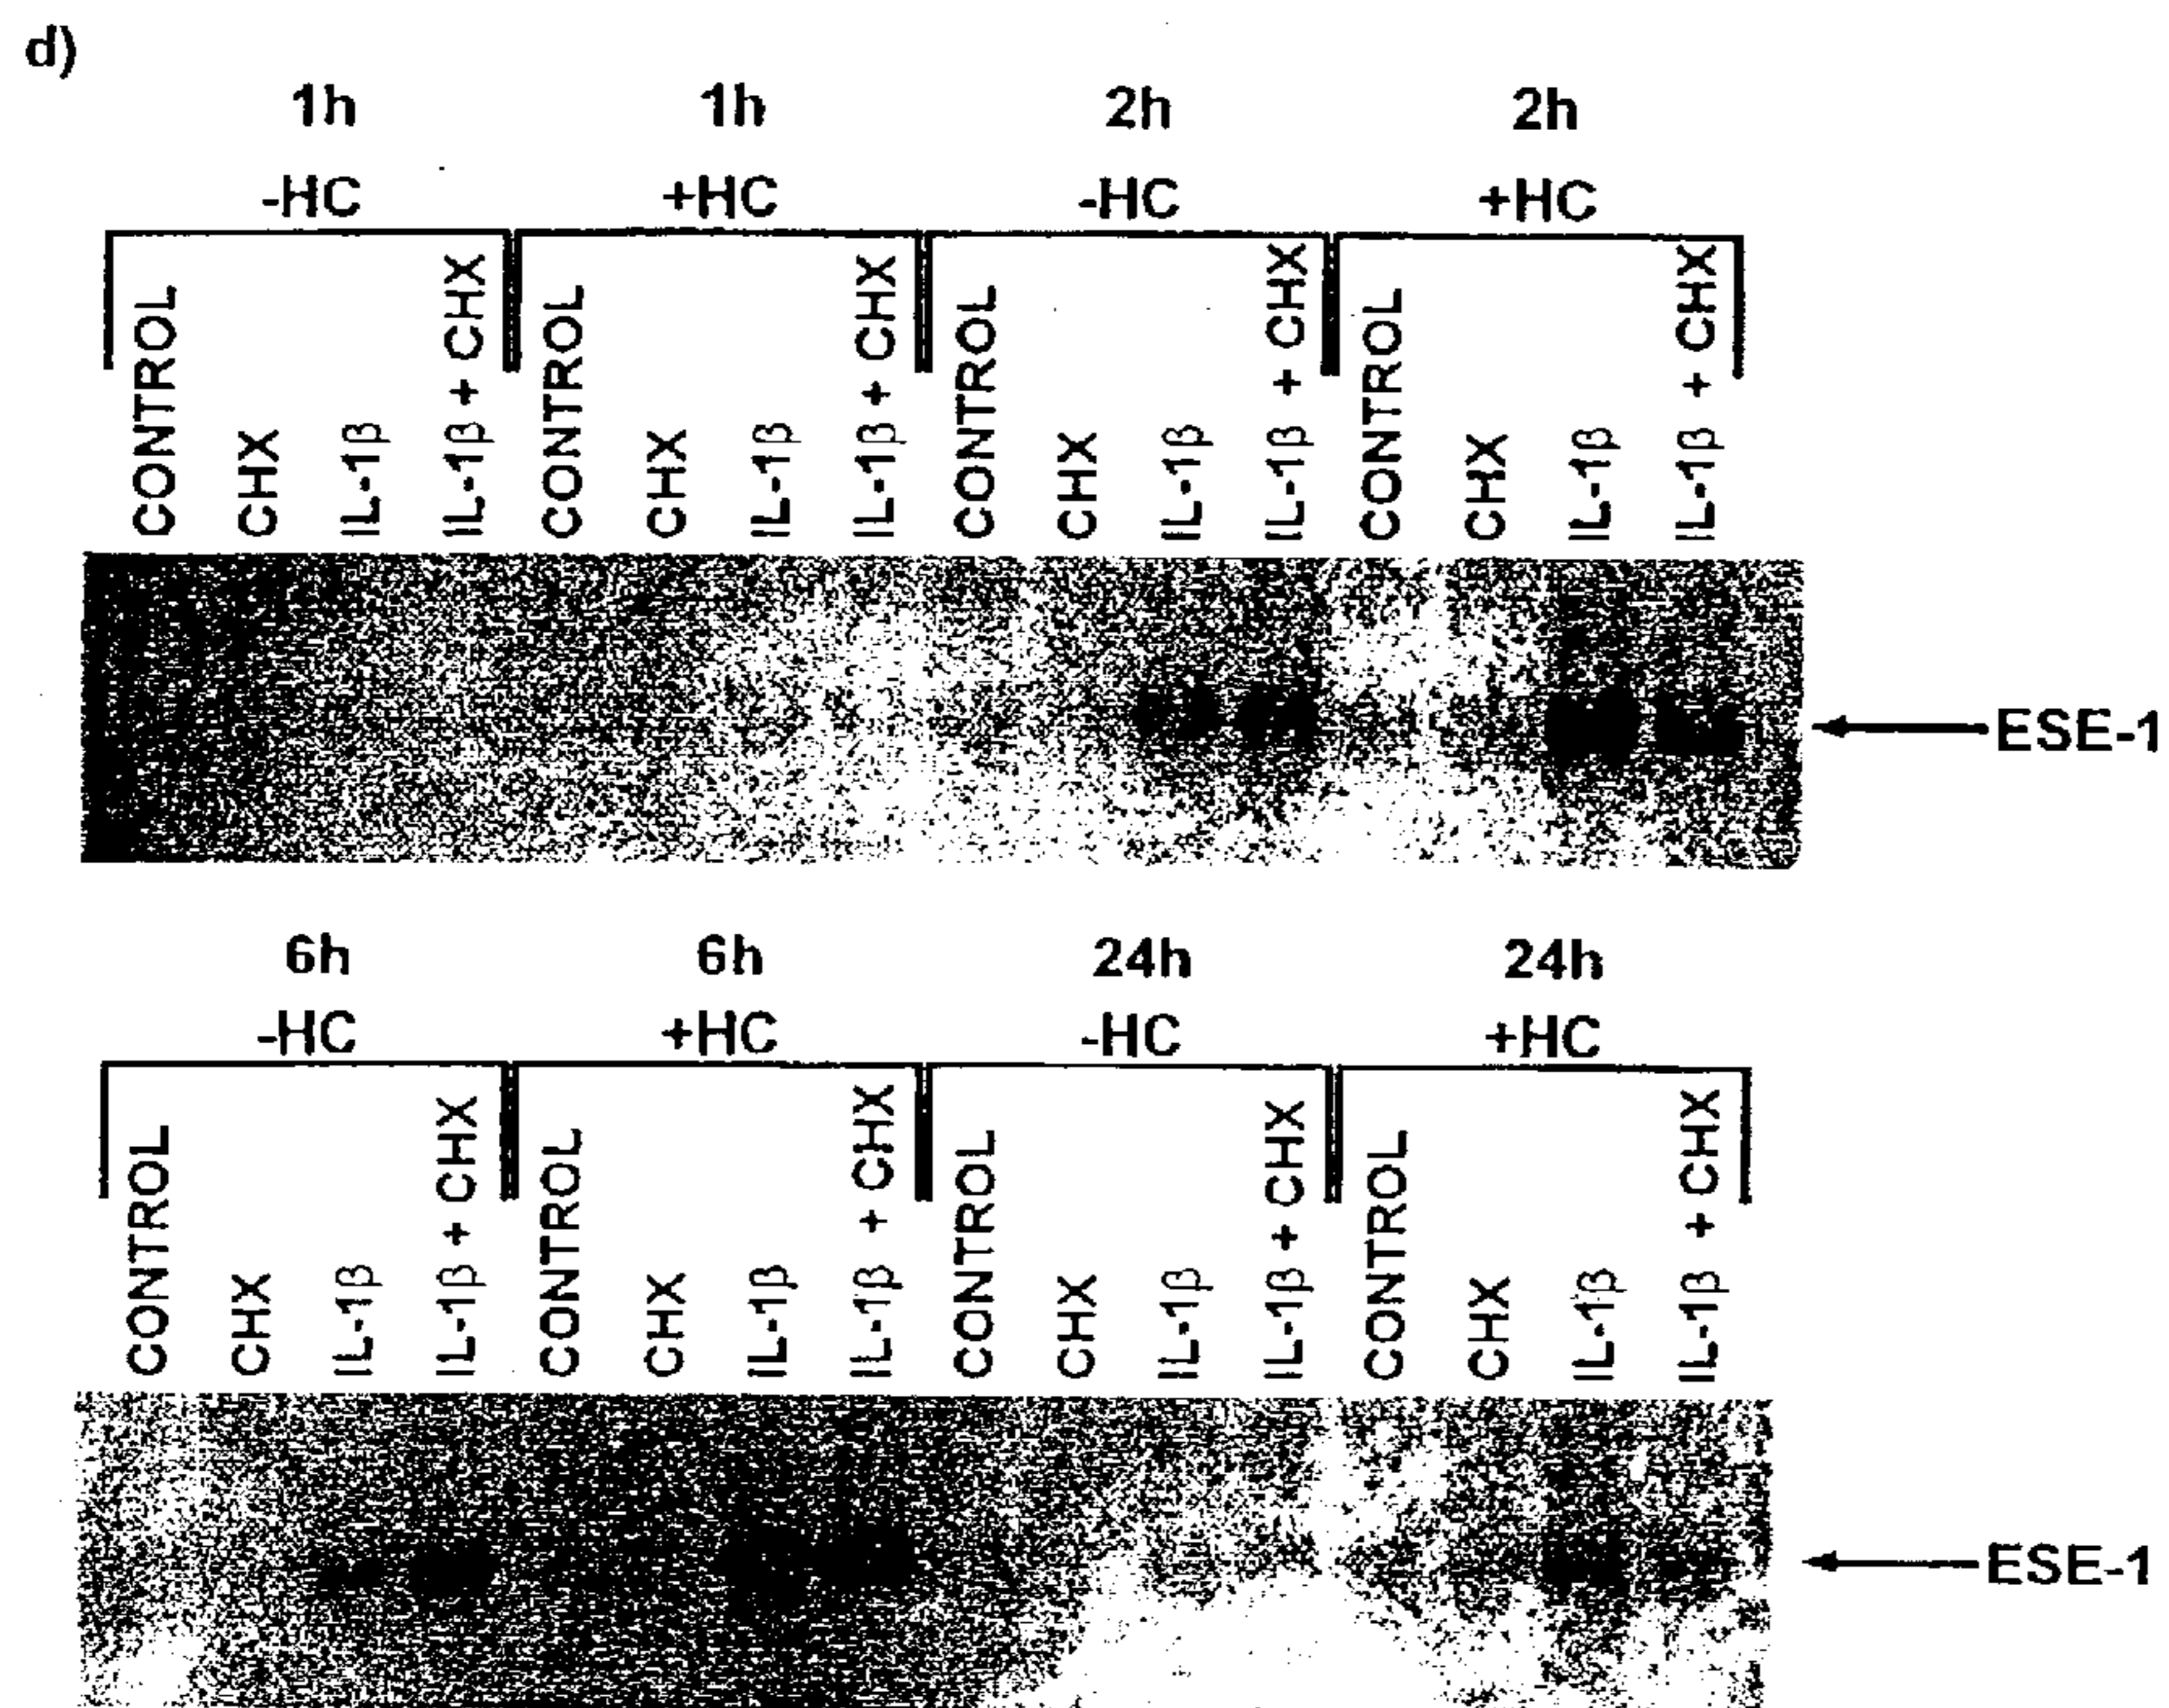 d)
1h 1h 2h 2h
-HC +HC -HC +HC
CONTROL CHX IL-1β IL-1β + CHX CONTROL CHX IL-1β IL-1β + CHX CONTROL CHX IL-1β IL-1β + CHX CONTROL CHX IL-1β IL-1β + CHX
ESE-1
6h 6h 24h 24h
-HC +HC -HC +HC
CONTROL CHX IL-1β IL-1β + CHX CONTROL CHX IL-1β IL-1β + CHX CONTROL CHX IL-1β IL-1β + CHX CONTROL CHX IL-1β IL-1β + CHX
ESE-1